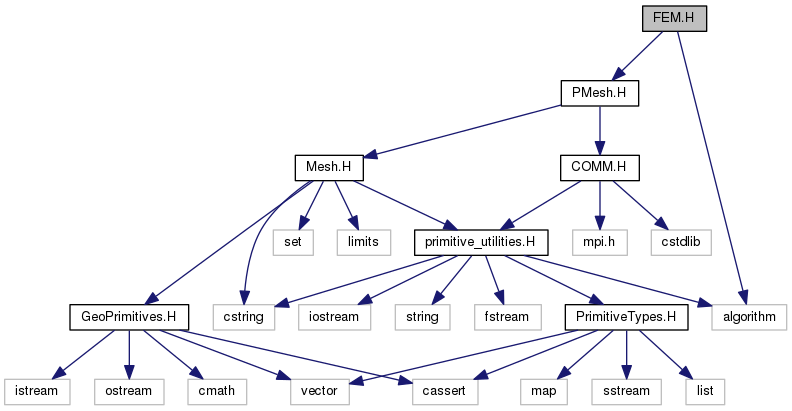 FEM.H
PMesh.H
Mesh.H
COMM.H
set
limits
primitive_utilities.H
mpi.h
cstdlib
GeoPrimitives.H
cstring
iostream
string
fstream
PrimitiveTypes.H
algorithm
istream
ostream
cmath
vector
cassert
map
sstream
list